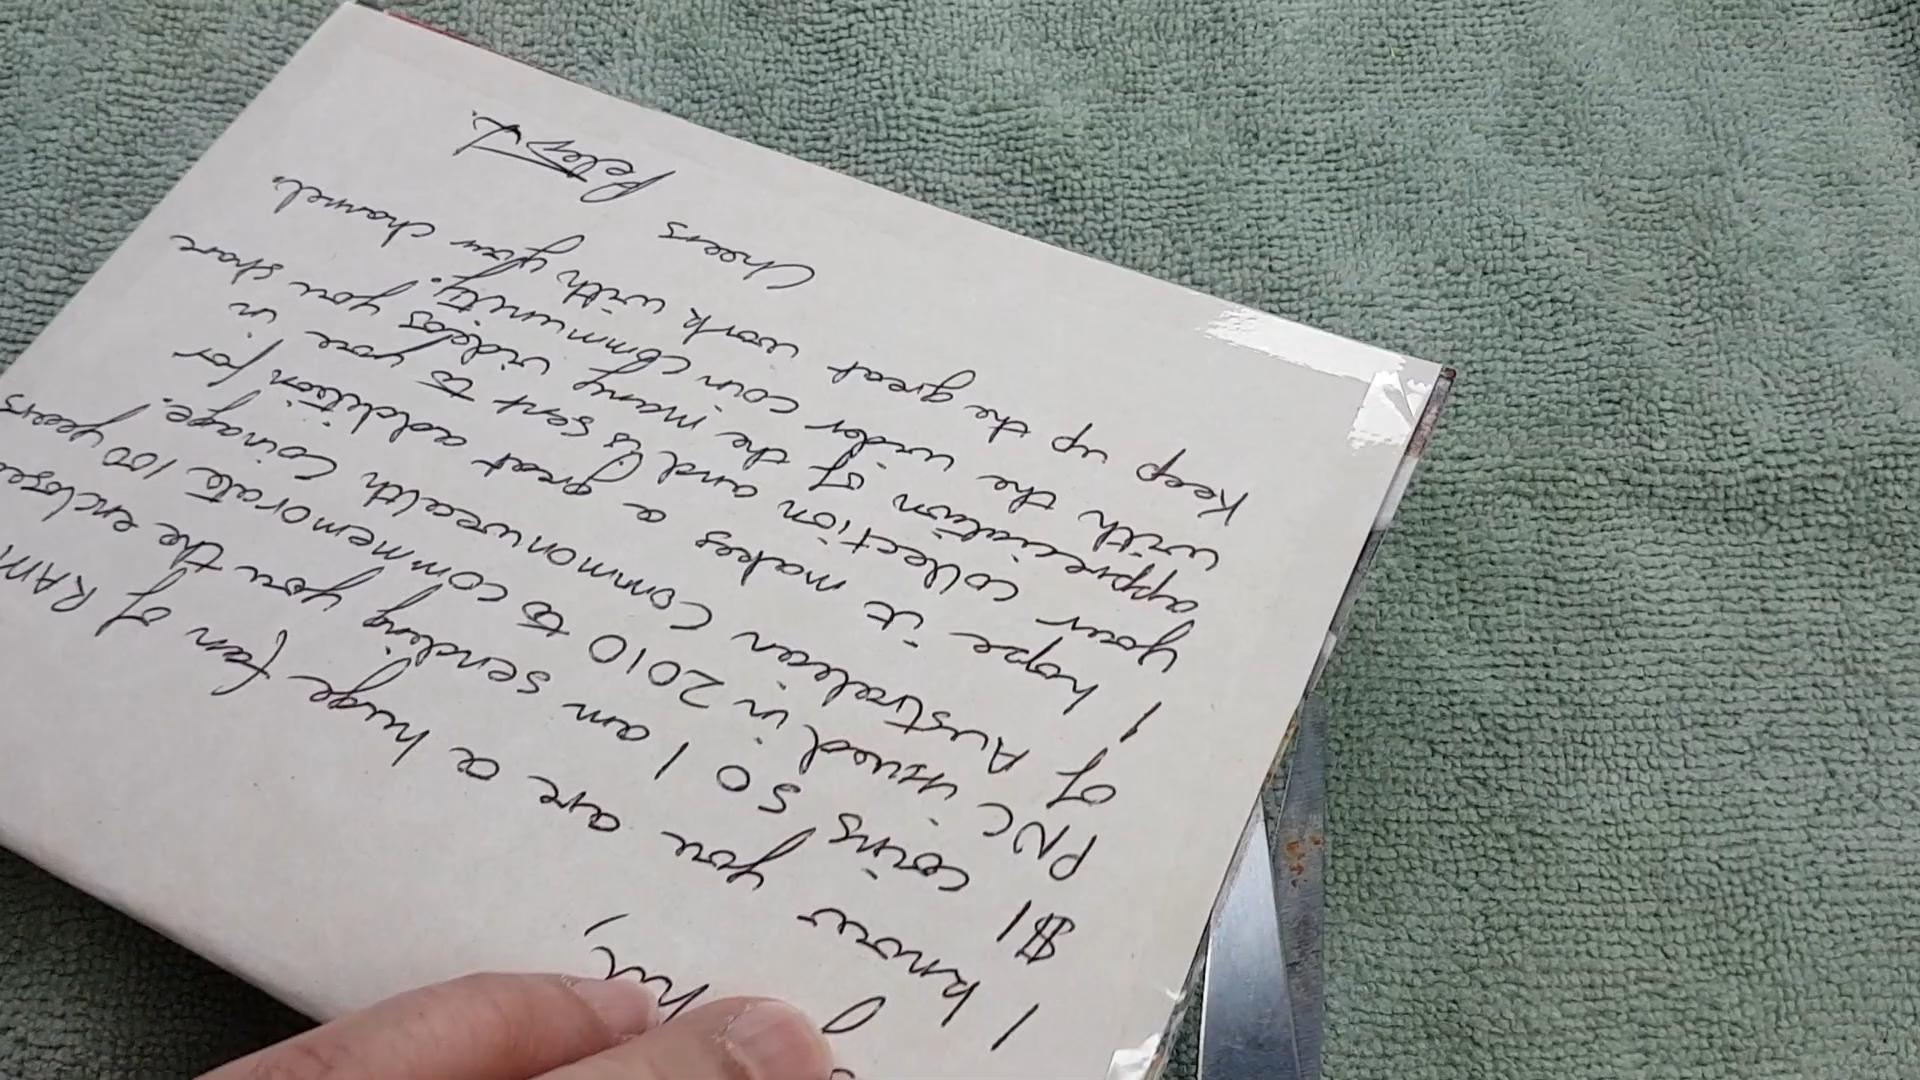 I know you are a huge fan of RAM
$1 coins so I am sending you the enclosed
PNC issued in 2010 to commemorate 100 years
of Australian Commonwealth Coinage.
I hope it makes a great addition for
your collection and is sent to you in
appreciation of the many videos you share
with the wider coin community.
Keep up the great work with your channel.
Cheers